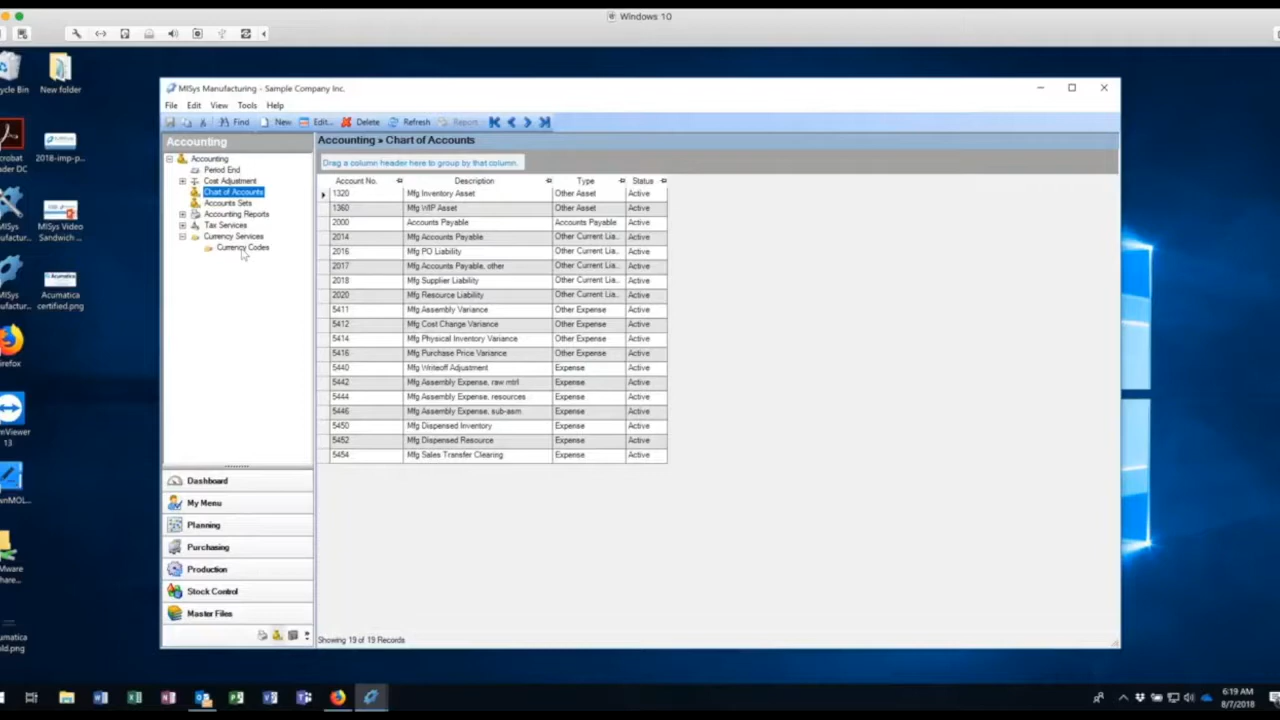 Windows 10
cycle Bin
New folder
Acrobat
Reader DC
2018-imp-p...
MISys
MISys Video
Sandwich ...
MISys
Acumatica
certified.png
Firefox
13
VMware
6:19 AM
8/7/2018
MISys Manufacturing - Sample Company Inc.
File Edit View Tools Help
Find New Edit... Delete Refresh Report
Accounting
Accounting > Chart of Accounts
Drag a column header here to group by that column.
Accounting
Period End
Cost Adjustment
Chart of Accounts
Accounts Sets
Accounting Reports
Tax Services
Currency Services
Currency Codes
Account No. Description Type Status
1320 Mfg Inventory Asset Other Asset Active
1360 Mfg WIP Asset Other Asset Active
2000 Accounts Payable Accounts Payable Active
2014 Mfg Accounts Payable Other Current Lia.. Active
2016 Mfg PO Liability Other Current Lia.. Active
2017 Mfg Accounts Payable, other Other Current Lia.. Active
2018 Mfg Supplier Liability Other Current Lia.. Active
2020 Mfg Resource Liability Other Current Lia.. Active
5411 Mfg Assembly Variance Other Expense Active
5412 Mfg Cost Change Variance Other Expense Active
5414 Mfg Physical Inventory Variance Other Expense Active
5416 Mfg Purchase Price Variance Other Expense Active
5440 Mfg Writeoff Adjustment Expense Active
5442 Mfg Assembly Expense, raw mtrl Expense Active
5444 Mfg Assembly Expense, resources Expense Active
5446 Mfg Assembly Expense, sub-asm Expense Active
5450 Mfg Dispensed Inventory Expense Active
5452 Mfg Dispensed Resource Expense Active
5454 Mfg Sales Transfer Clearing Expense Active
Dashboard
My Menu
Planning
Purchasing
Production
Stock Control
Master Files
Showing 19 of 19 Records